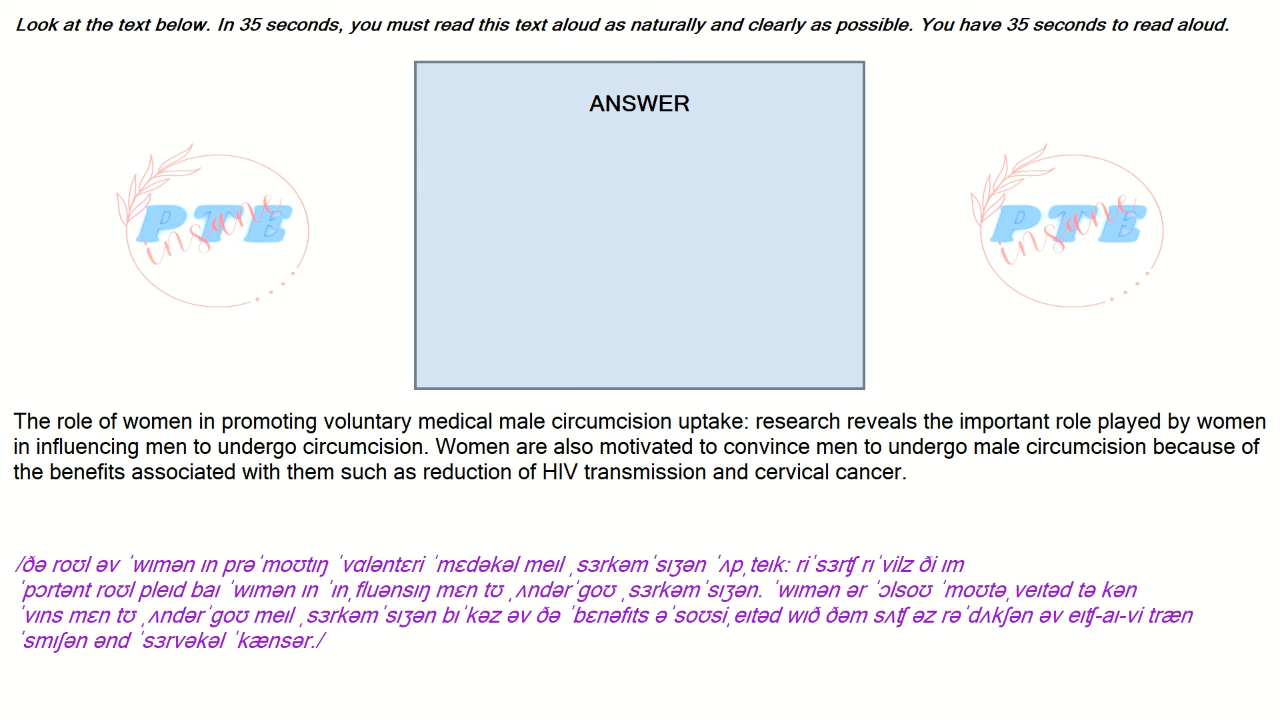 Look at the text below. In 35 seconds, you must read this text aloud as naturally and clearly as possible. You have 35 seconds to read aloud.
ANSWER
PTE
insane
PTE
insane
The role of women in promoting voluntary medical male circumcision uptake: research reveals the important role played by women
in influencing men to undergo circumcision. Women are also motivated to convince men to undergo male circumcision because of
the benefits associated with them such as reduction of HIV transmission and cervical cancer.
/ðə roʊl əv ˈwɪmən ɪn prəˈmoʊtɪŋ ˈvɑləntɛri ˈmɛdəkəl meɪl ˌsɜrkəmˈsɪʒən ˈʌpˌteɪk: riˈsɜrʧ rɪˈvilz ði ɪm
ˈpɔrtənt roʊl pleɪd baɪ ˈwɪmən ɪn ˈɪnˌfluənsɪŋ mɛn tʊ ˌʌndərˈgoʊ ˌsɜrkəmˈsɪʒən. ˈwɪmən ər ˈɔlsoʊ ˈmoʊtəˌveɪtəd tə kən
ˈvɪns mɛn tʊ ˌʌndərˈgoʊ meɪl ˌsɜrkəmˈsɪʒən bɪˈkəz əv ðə ˈbɛnəfɪts əˈsoʊsiˌeɪtəd wɪð ðəm sʌʧ əz rəˈdʌkʃən əv eɪʧ-aɪ-vi træn
ˈsmɪʃən ənd ˈsɜrvəkəl ˈkænsər./